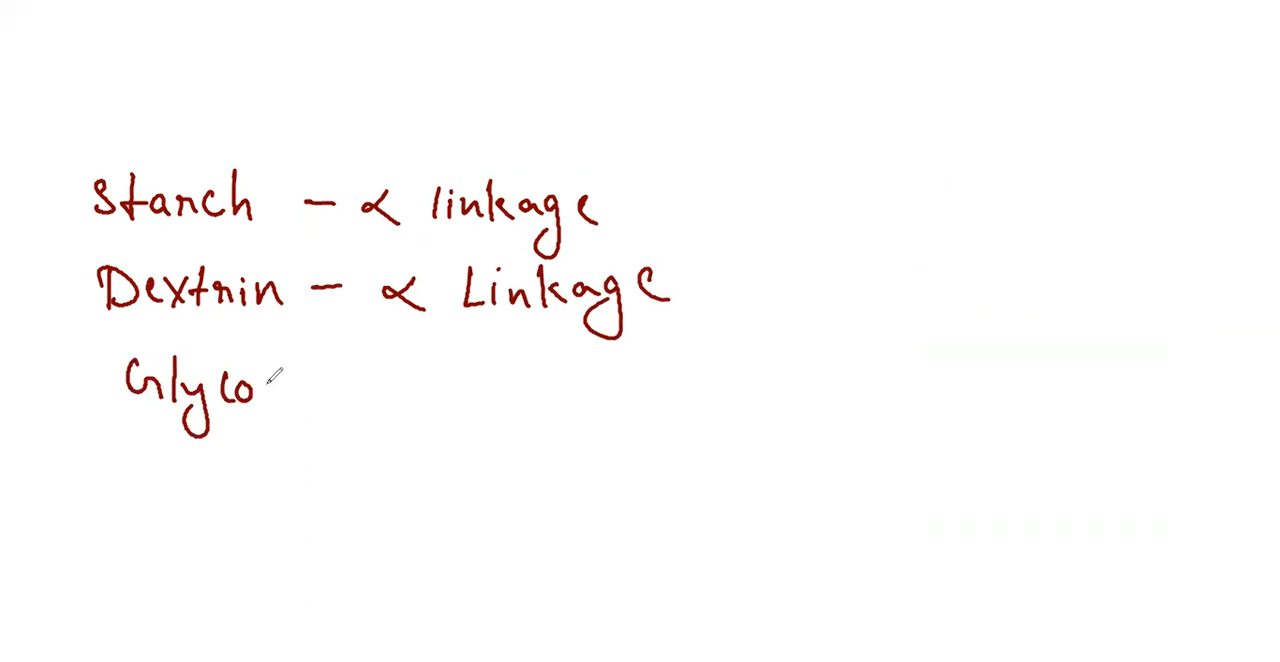 Starch - α linkage
Dextrin - α Linkage
Glyco